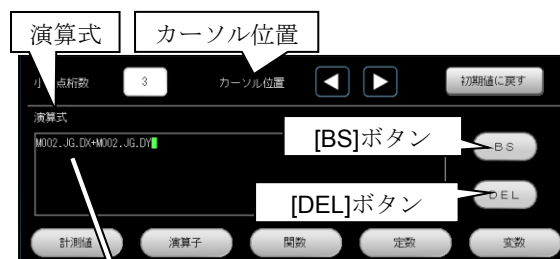 演算式 カーソル位置
小 点桁数 3 カーソル位置 ◀ ▶ 初期値に戻す
演算式
M002.JG.DX+M002.JG.DY
[BS]ボタン BS
[DEL]ボタン DEL
計測値 演算子 関数 定数 変数